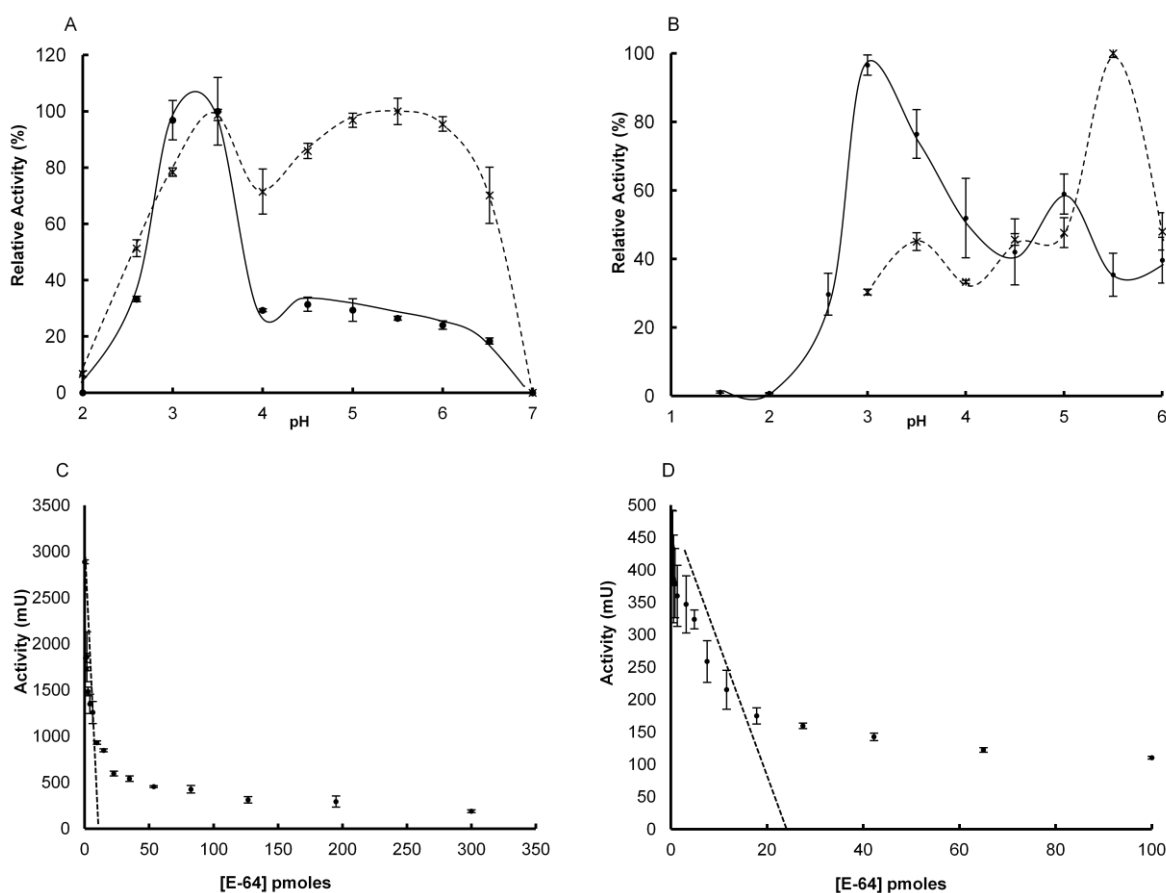 A
120
100
80
60
40
20
0
Relative Activity (%)
2 3 4 5 6 7
pH
B
100
80
60
40
20
0
Relative Activity (%)
1 2 3 4 5 6
pH
C
3500
3000
2500
2000
1500
1000
500
0
Activity (mU)
0 50 100 150 200 250 300 350
[E-64] pmoles
D
500
450
400
350
300
250
200
150
100
50
0
Activity (mU)
0 20 40 60 80 100
[E-64] pmoles